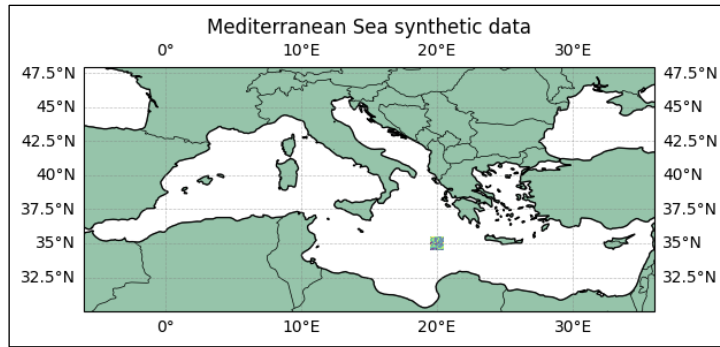 Mediterranean Sea synthetic data
0° 10°E 20°E 30°E
47.5°N 47.5°N
45°N 45°N
42.5°N 42.5°N
40°N 40°N
37.5°N 37.5°N
35°N 35°N
32.5°N 32.5°N
0° 10°E 20°E 30°E